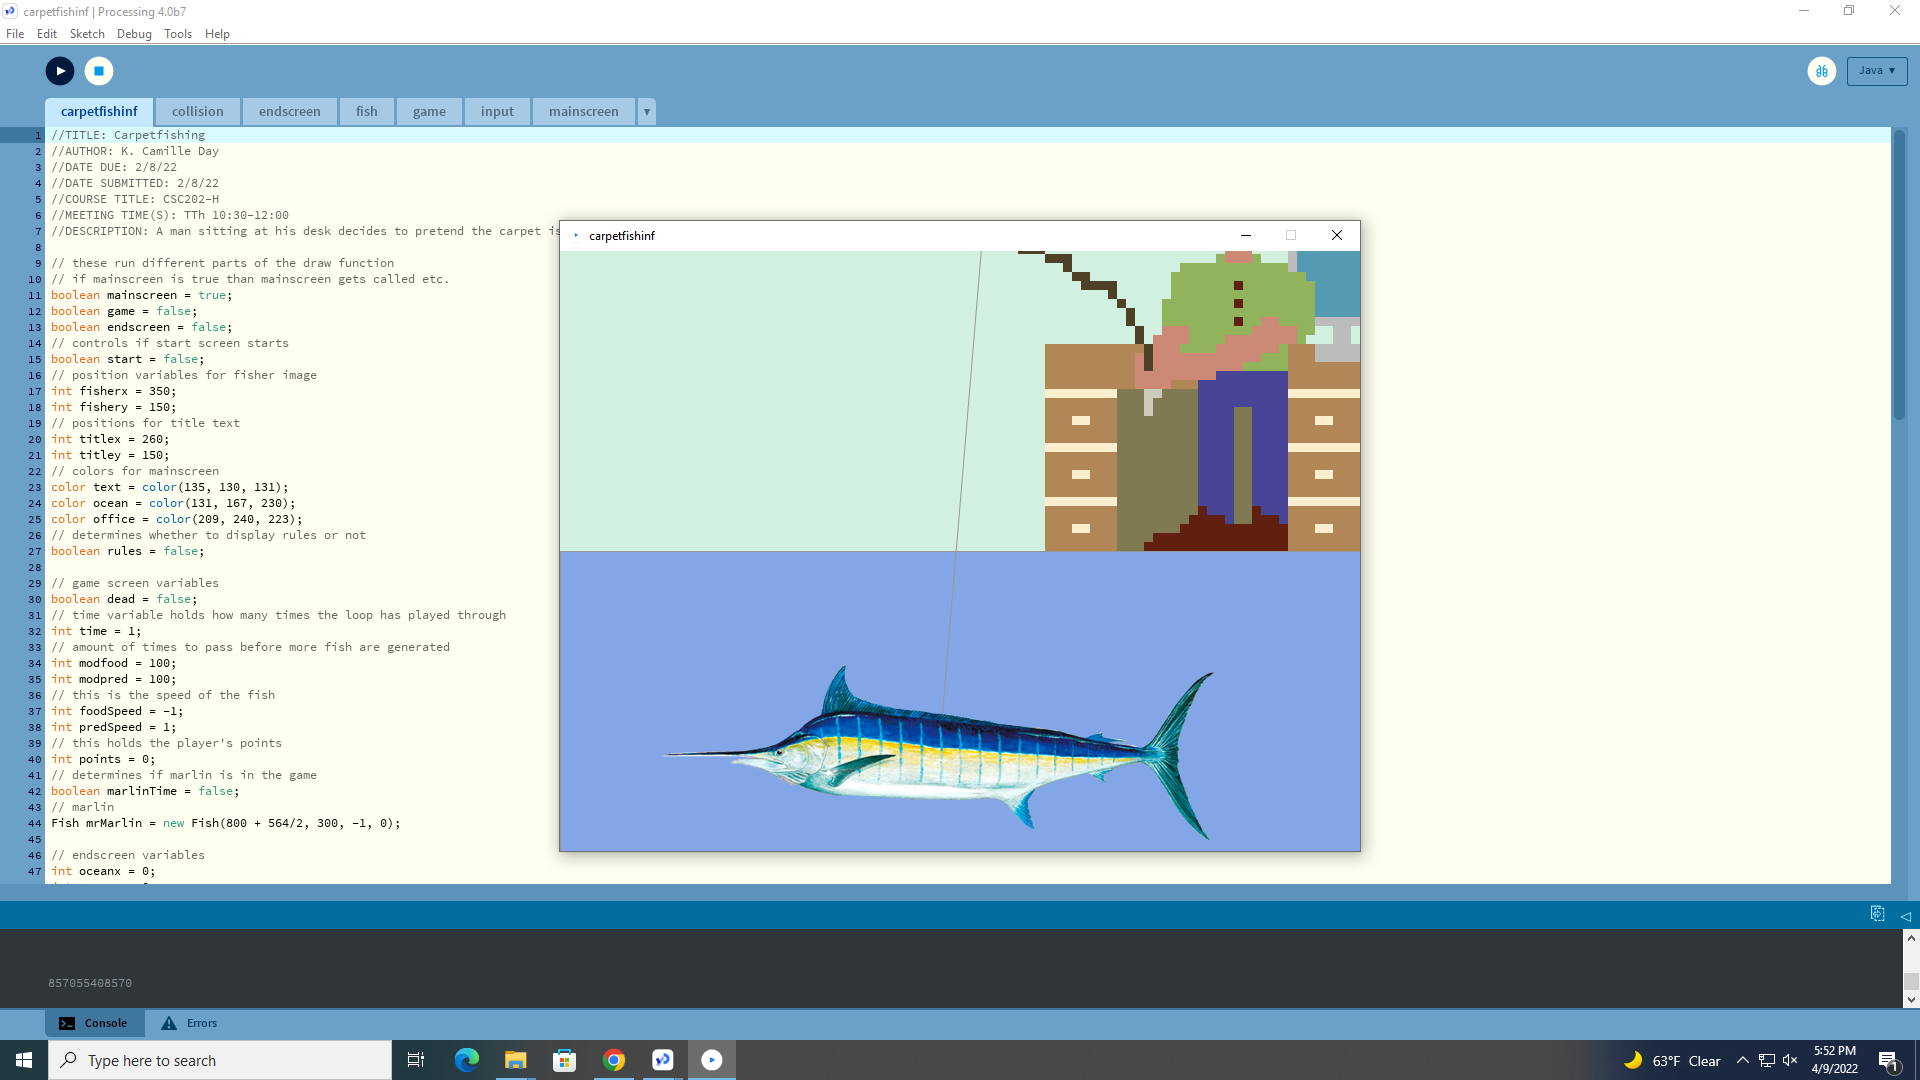 carpetfishinf | Processing 4.0b7
File Edit Sketch Debug Tools Help
Java ▾
carpetfishinf collision endscreen fish game input mainscreen ▾
1 //TITLE: Carpetfishing
2 //AUTHOR: K. Camille Day
3 //DATE DUE: 2/8/22
4 //DATE SUBMITTED: 2/8/22
5 //COURSE TITLE: CSC202-H
6 //MEETING TIME(S): TTh 10:30-12:00
7 //DESCRIPTION: A man sitting at his desk decides to pretend the carpet is
8
9 // these run different parts of the draw function
10 // if mainscreen is true than mainscreen gets called etc.
11 boolean mainscreen = true;
12 boolean game = false;
13 boolean endscreen = false;
14 // controls if start screen starts
15 boolean start = false;
16 // position variables for fisher image
17 int fisherx = 350;
18 int fishery = 150;
19 // positions for title text
20 int titlex = 260;
21 int titley = 150;
22 // colors for mainscreen
23 color text = color(135, 130, 131);
24 color ocean = color(131, 167, 230);
25 color office = color(209, 240, 223);
26 // determines whether to display rules or not
27 boolean rules = false;
28
29 // game screen variables
30 boolean dead = false;
31 // time variable holds how many times the loop has played through
32 int time = 1;
33 // amount of times to pass before more fish are generated
34 int modfood = 100;
35 int modpred = 100;
36 // this is the speed of the fish
37 int foodSpeed = -1;
38 int predSpeed = 1;
39 // this holds the player's points
40 int points = 0;
41 // determines if marlin is in the game
42 boolean marlinTime = false;
43 // marlin
44 Fish mrMarlin = new Fish(800 + 564/2, 300, -1, 0);
45
46 // endscreen variables
47 int oceanx = 0;
carpetfishinf
857055408570
Console Errors
Type here to search
63°F Clear
5:52 PM
4/9/2022
1